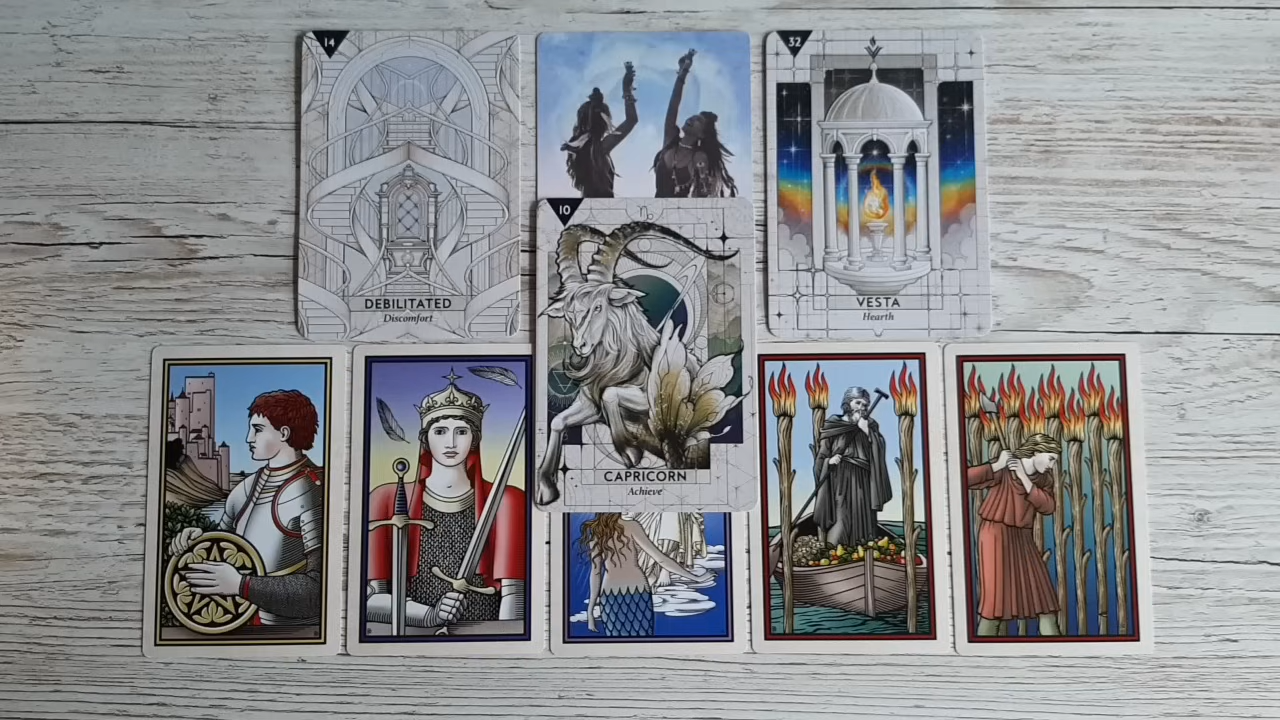 14
DEBILITATED
Discomfort
32
VESTA
Hearth
10
CAPRICORN
Achieve